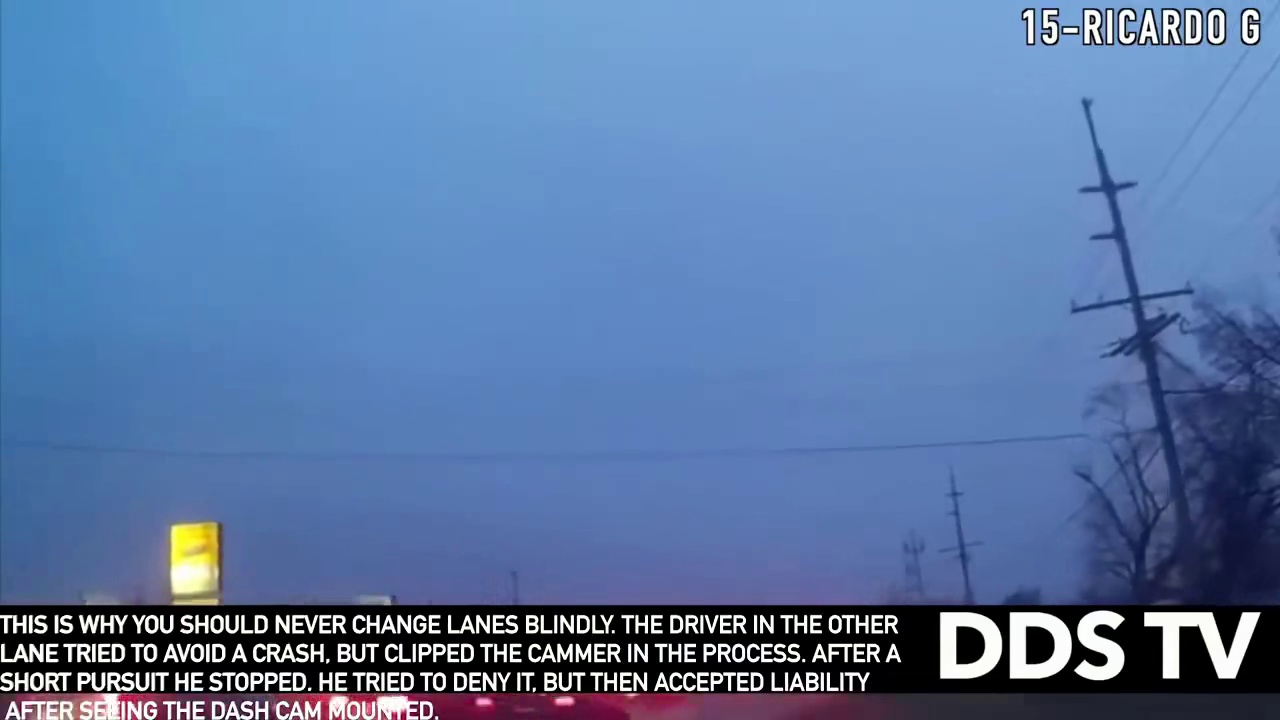 15-RICARDO G
THIS IS WHY YOU SHOULD NEVER CHANGE LANES BLINDLY. THE DRIVER IN THE OTHER
LANE TRIED TO AVOID A CRASH, BUT CLIPPED THE CAMMER IN THE PROCESS. AFTER A
SHORT PURSUIT HE STOPPED. HE TRIED TO DENY IT, BUT THEN ACCEPTED LIABILITY
AFTER SEEING THE DASH CAM MOUNTED.
DDS TV